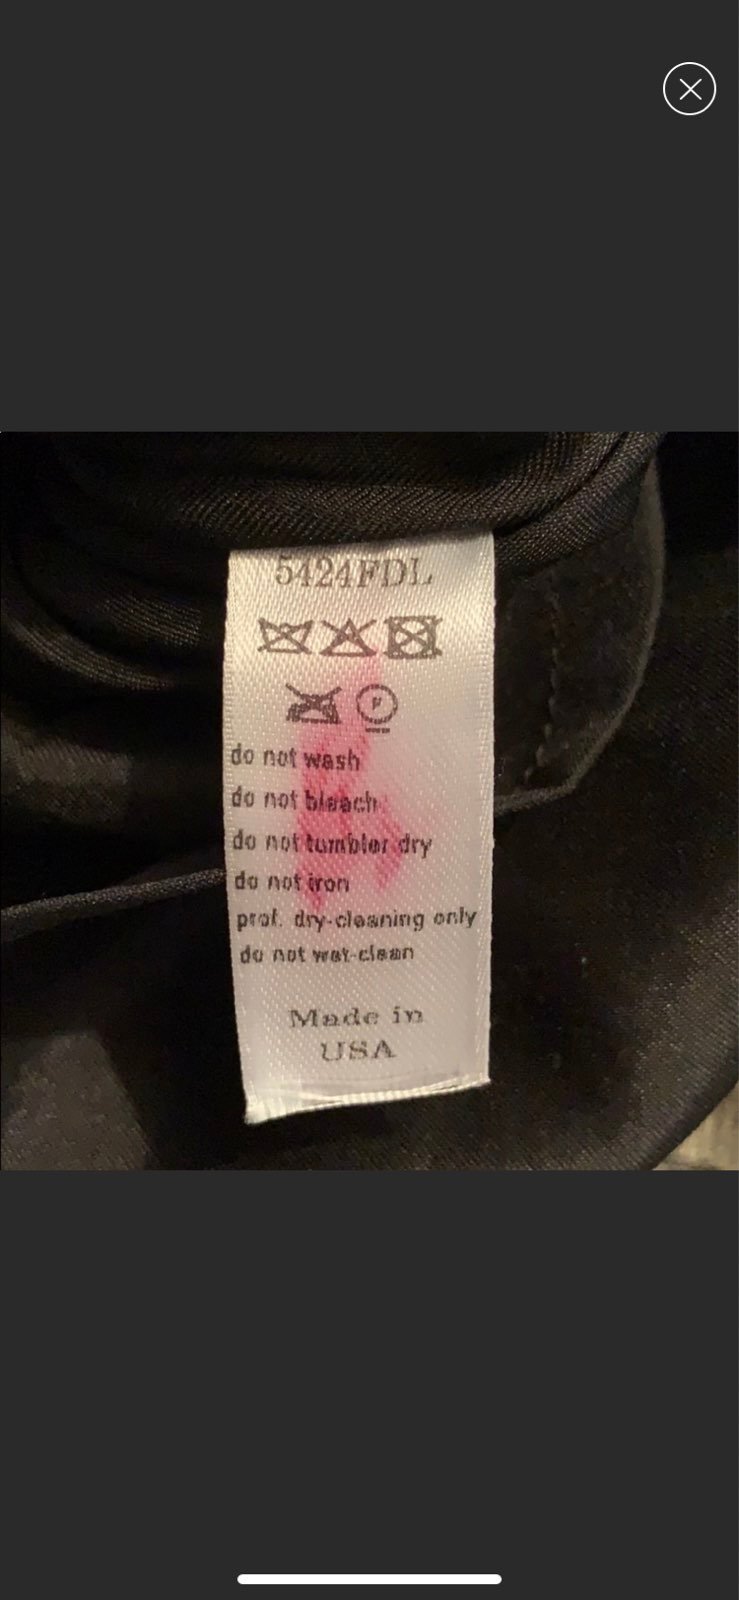 5424FDL
P
do not wash
do not bleach
do not tumbler dry
do not iron
prof. dry-cleaning only
do not wet-clean
Made in
USA